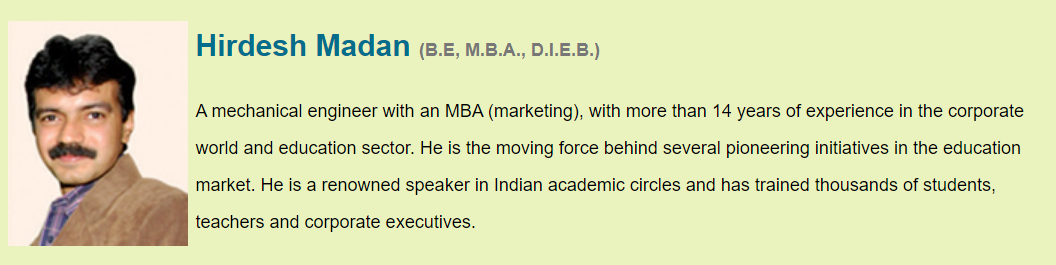 Hirdesh Madan (B.E, M.B.A., D.I.E.B.)
A mechanical engineer with an MBA (marketing), with more than 14 years of experience in the corporate
world and education sector. He is the moving force behind several pioneering initiatives in the education
market. He is a renowned speaker in Indian academic circles and has trained thousands of students,
teachers and corporate executives.